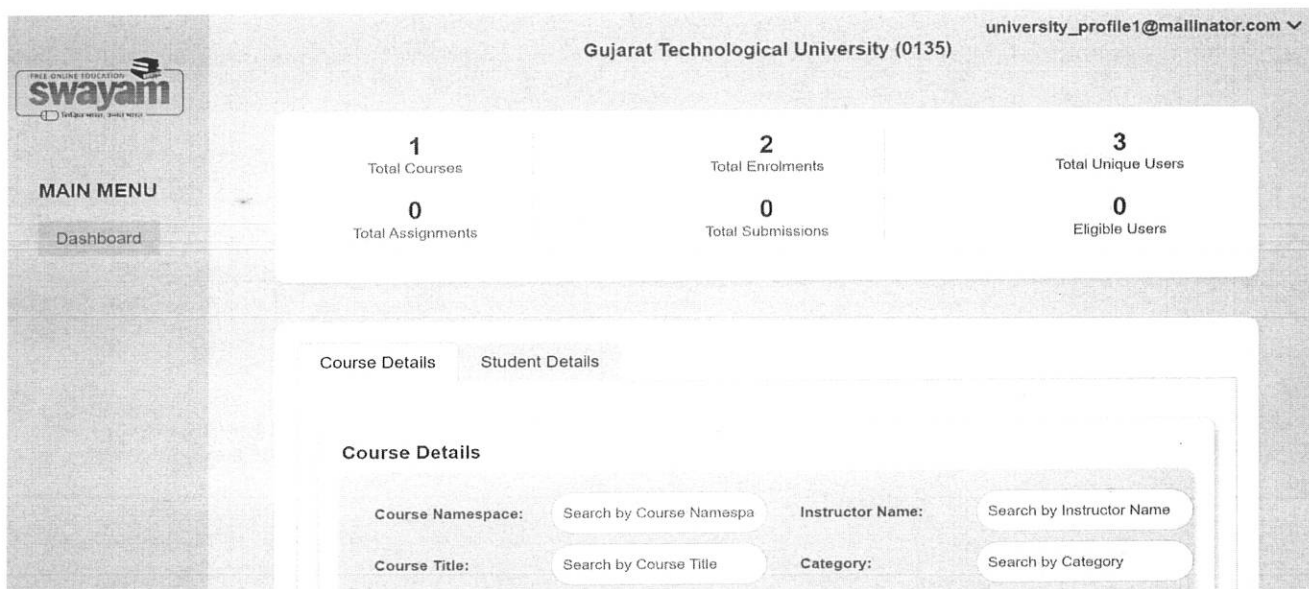 university_profile1@mailinator.com
Gujarat Technological University (0135)
FREE ONLINE EDUCATION
swayam
MAIN MENU
Dashboard
1
Total Courses
2
Total Enrolments
3
Total Unique Users
0
Total Assignments
0
Total Submissions
0
Eligible Users
Course Details
Student Details
Course Details
Course Namespace:
Search by Course Namespa
Instructor Name:
Search by Instructor Name
Course Title:
Search by Course Title
Category:
Search by Category